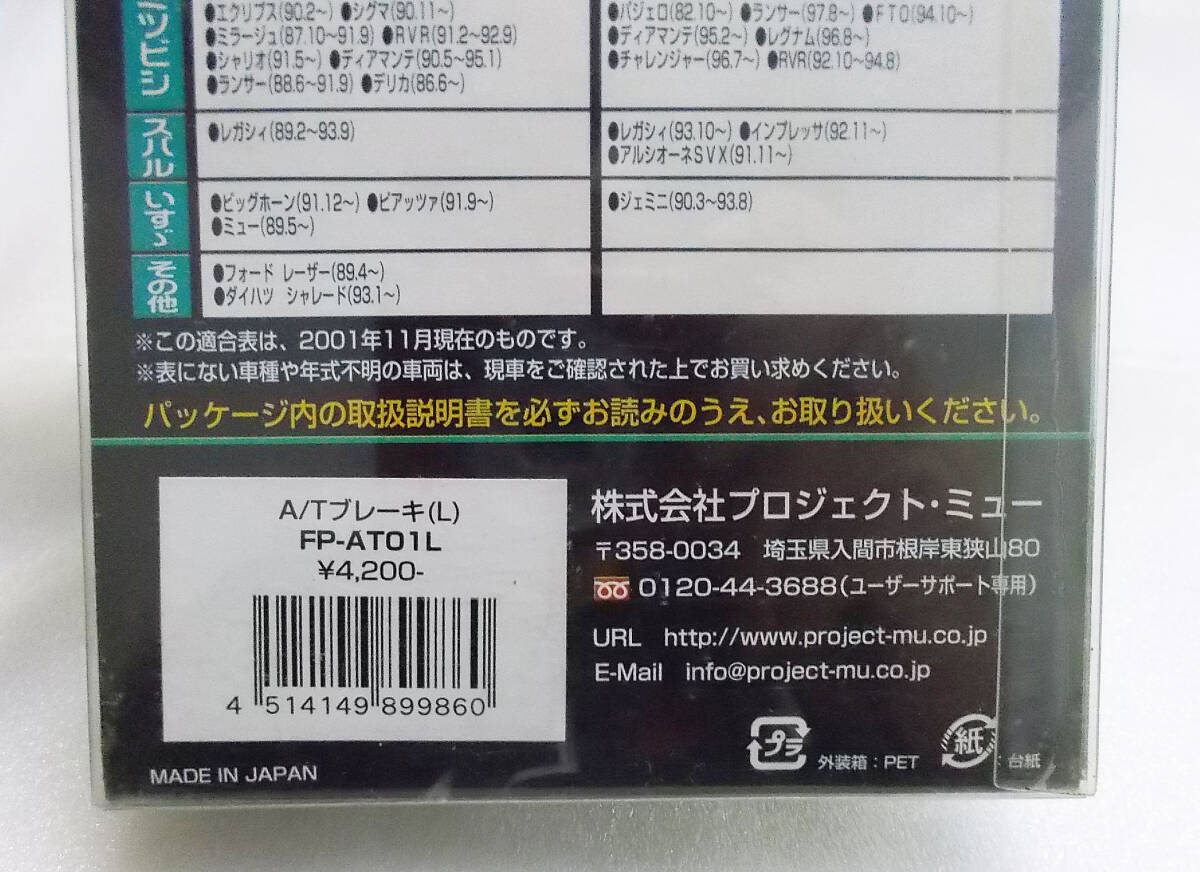 ミツビシ
●エクリプス(90.2～) ●シグマ(90.11～)
●ミラージュ(87.10～91.9) ●RVR(91.2～92.9)
●シャリオ(91.5～) ●ディアマンテ(90.5～95.1)
●ランサー(88.6～91.9) ●デリカ(86.6～)
●パジェロ(82.10～) ●ランサー(97.8～) ●FTO(94.10～)
●ディアマンテ(95.2～) ●レグナム(96.8～)
●チャレンジャー(96.7～) ●RVR(92.10～94.8)
スバル
●レガシィ(89.2～93.9)
●レガシィ(93.10～) ●インプレッサ(92.11～)
●アルシオーネSVX(91.11～)
いすゞ
●ビッグホーン(91.12～) ●ピアッツァ(91.9～)
●ミュー(89.5～)
●ジェミニ(90.3～93.8)
その他
●フォード レーザー(89.4～)
●ダイハツ シャレード(93.1～)
※この適合表は、2001年11月現在のものです。
※表にない車種や年式不明の車両は、現車をご確認された上でお買い求めください。
パッケージ内の取扱説明書を必ずお読みのうえ、お取り扱いください。
A/Tブレーキ(L)
FP-AT01L
¥4,200-
4 514149 899860
MADE IN JAPAN
株式会社プロジェクト・ミュー
〒358-0034 埼玉県入間市根岸東狭山80
0120-44-3688(ユーザーサポート専用)
URL http://www.project-mu.co.jp
E-Mail info@project-mu.co.jp
プラ
外装箱：PET
紙
：台紙